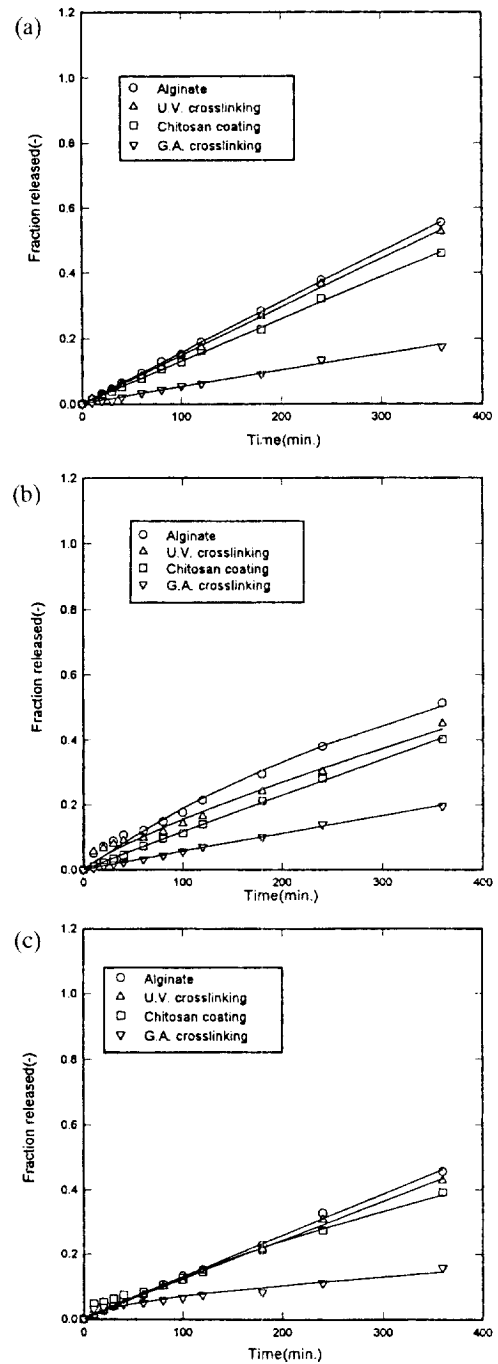 (a)
1.2
1.0
0.8
0.6
0.4
0.2
0.0
Fraction released(-)
Alginate
U.V. crosslinking
Chitosan coating
G.A. crosslinking
0
100
200
300
400
Time(min.)
(b)
1.2
1.0
0.8
0.6
0.4
0.2
0.0
Fraction released(-)
Alginate
U.V. crosslinking
Chitosan coating
G.A. crosslinking
0
100
200
300
400
Time(min.)
(c)
1.2
1.0
0.8
0.6
0.4
0.2
0.0
Fraction released(-)
Alginate
U.V. crosslinking
Chitosan coating
G.A. crosslinking
0
100
200
300
400
Time(min.)